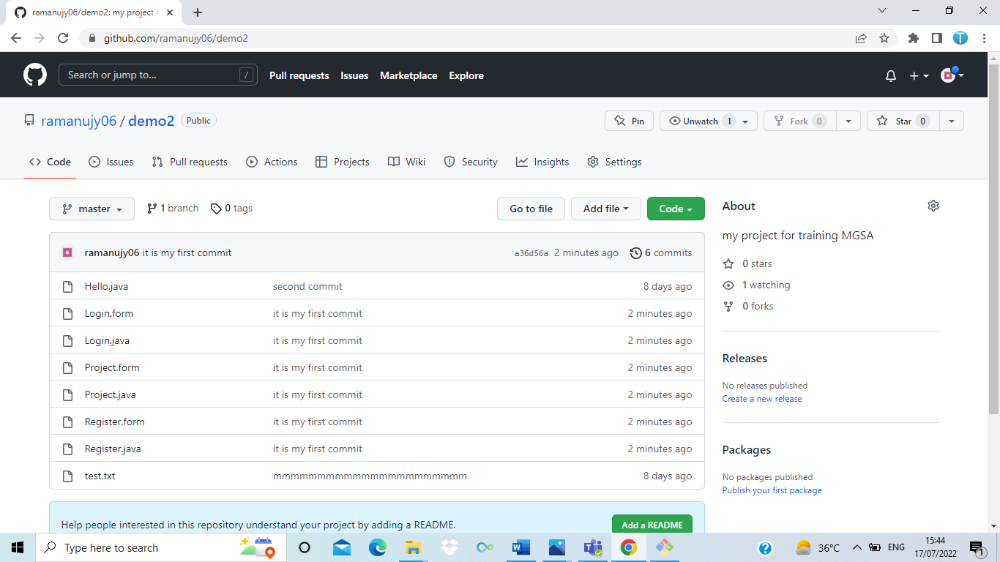 ramanujy06/demo2: my project f
github.com/ramanujy06/demo2
T
Search or jump to... /
Pull requests Issues Marketplace Explore
ramanujy06 / demo2 Public
Pin Unwatch 1 Fork 0 Star 0
Code Issues Pull requests Actions Projects Wiki Security Insights Settings
master 1 branch 0 tags Go to file Add file Code
ramanujy06 it is my first commit a36d56a 2 minutes ago 6 commits
Hello.java second commit 8 days ago
Login.form it is my first commit 2 minutes ago
Login.java it is my first commit 2 minutes ago
Project.form it is my first commit 2 minutes ago
Project.java it is my first commit 2 minutes ago
Register.form it is my first commit 2 minutes ago
Register.java it is my first commit 2 minutes ago
test.txt mmmmmmmmmmmmmmmmmmmmmm 8 days ago
Help people interested in this repository understand your project by adding a README. Add a README
About
my project for training MGSA
0 stars
1 watching
0 forks
Releases
No releases published
Create a new release
Packages
No packages published
Publish your first package
Type here to search
36°C ENG
15:44
17/07/2022
1